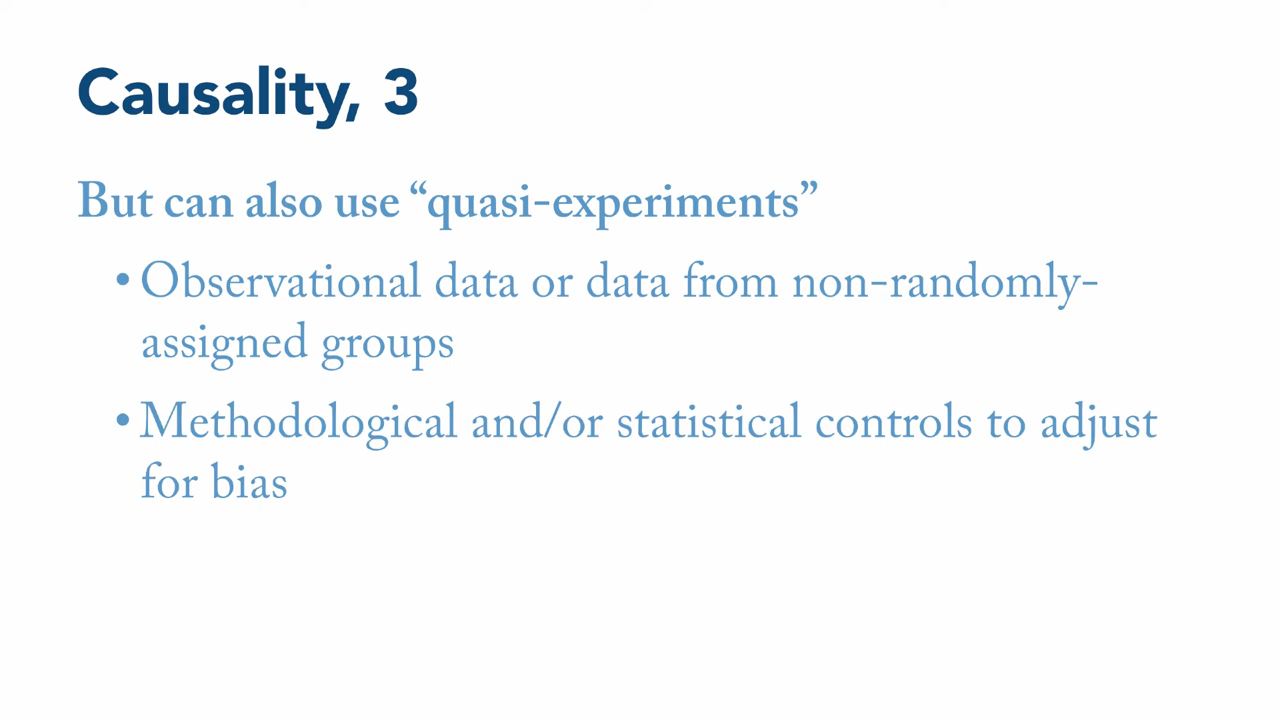 Causality, 3
But can also use “quasi-experiments”
• Observational data or data from non-randomly-
assigned groups
• Methodological and/or statistical controls to adjust
for bias